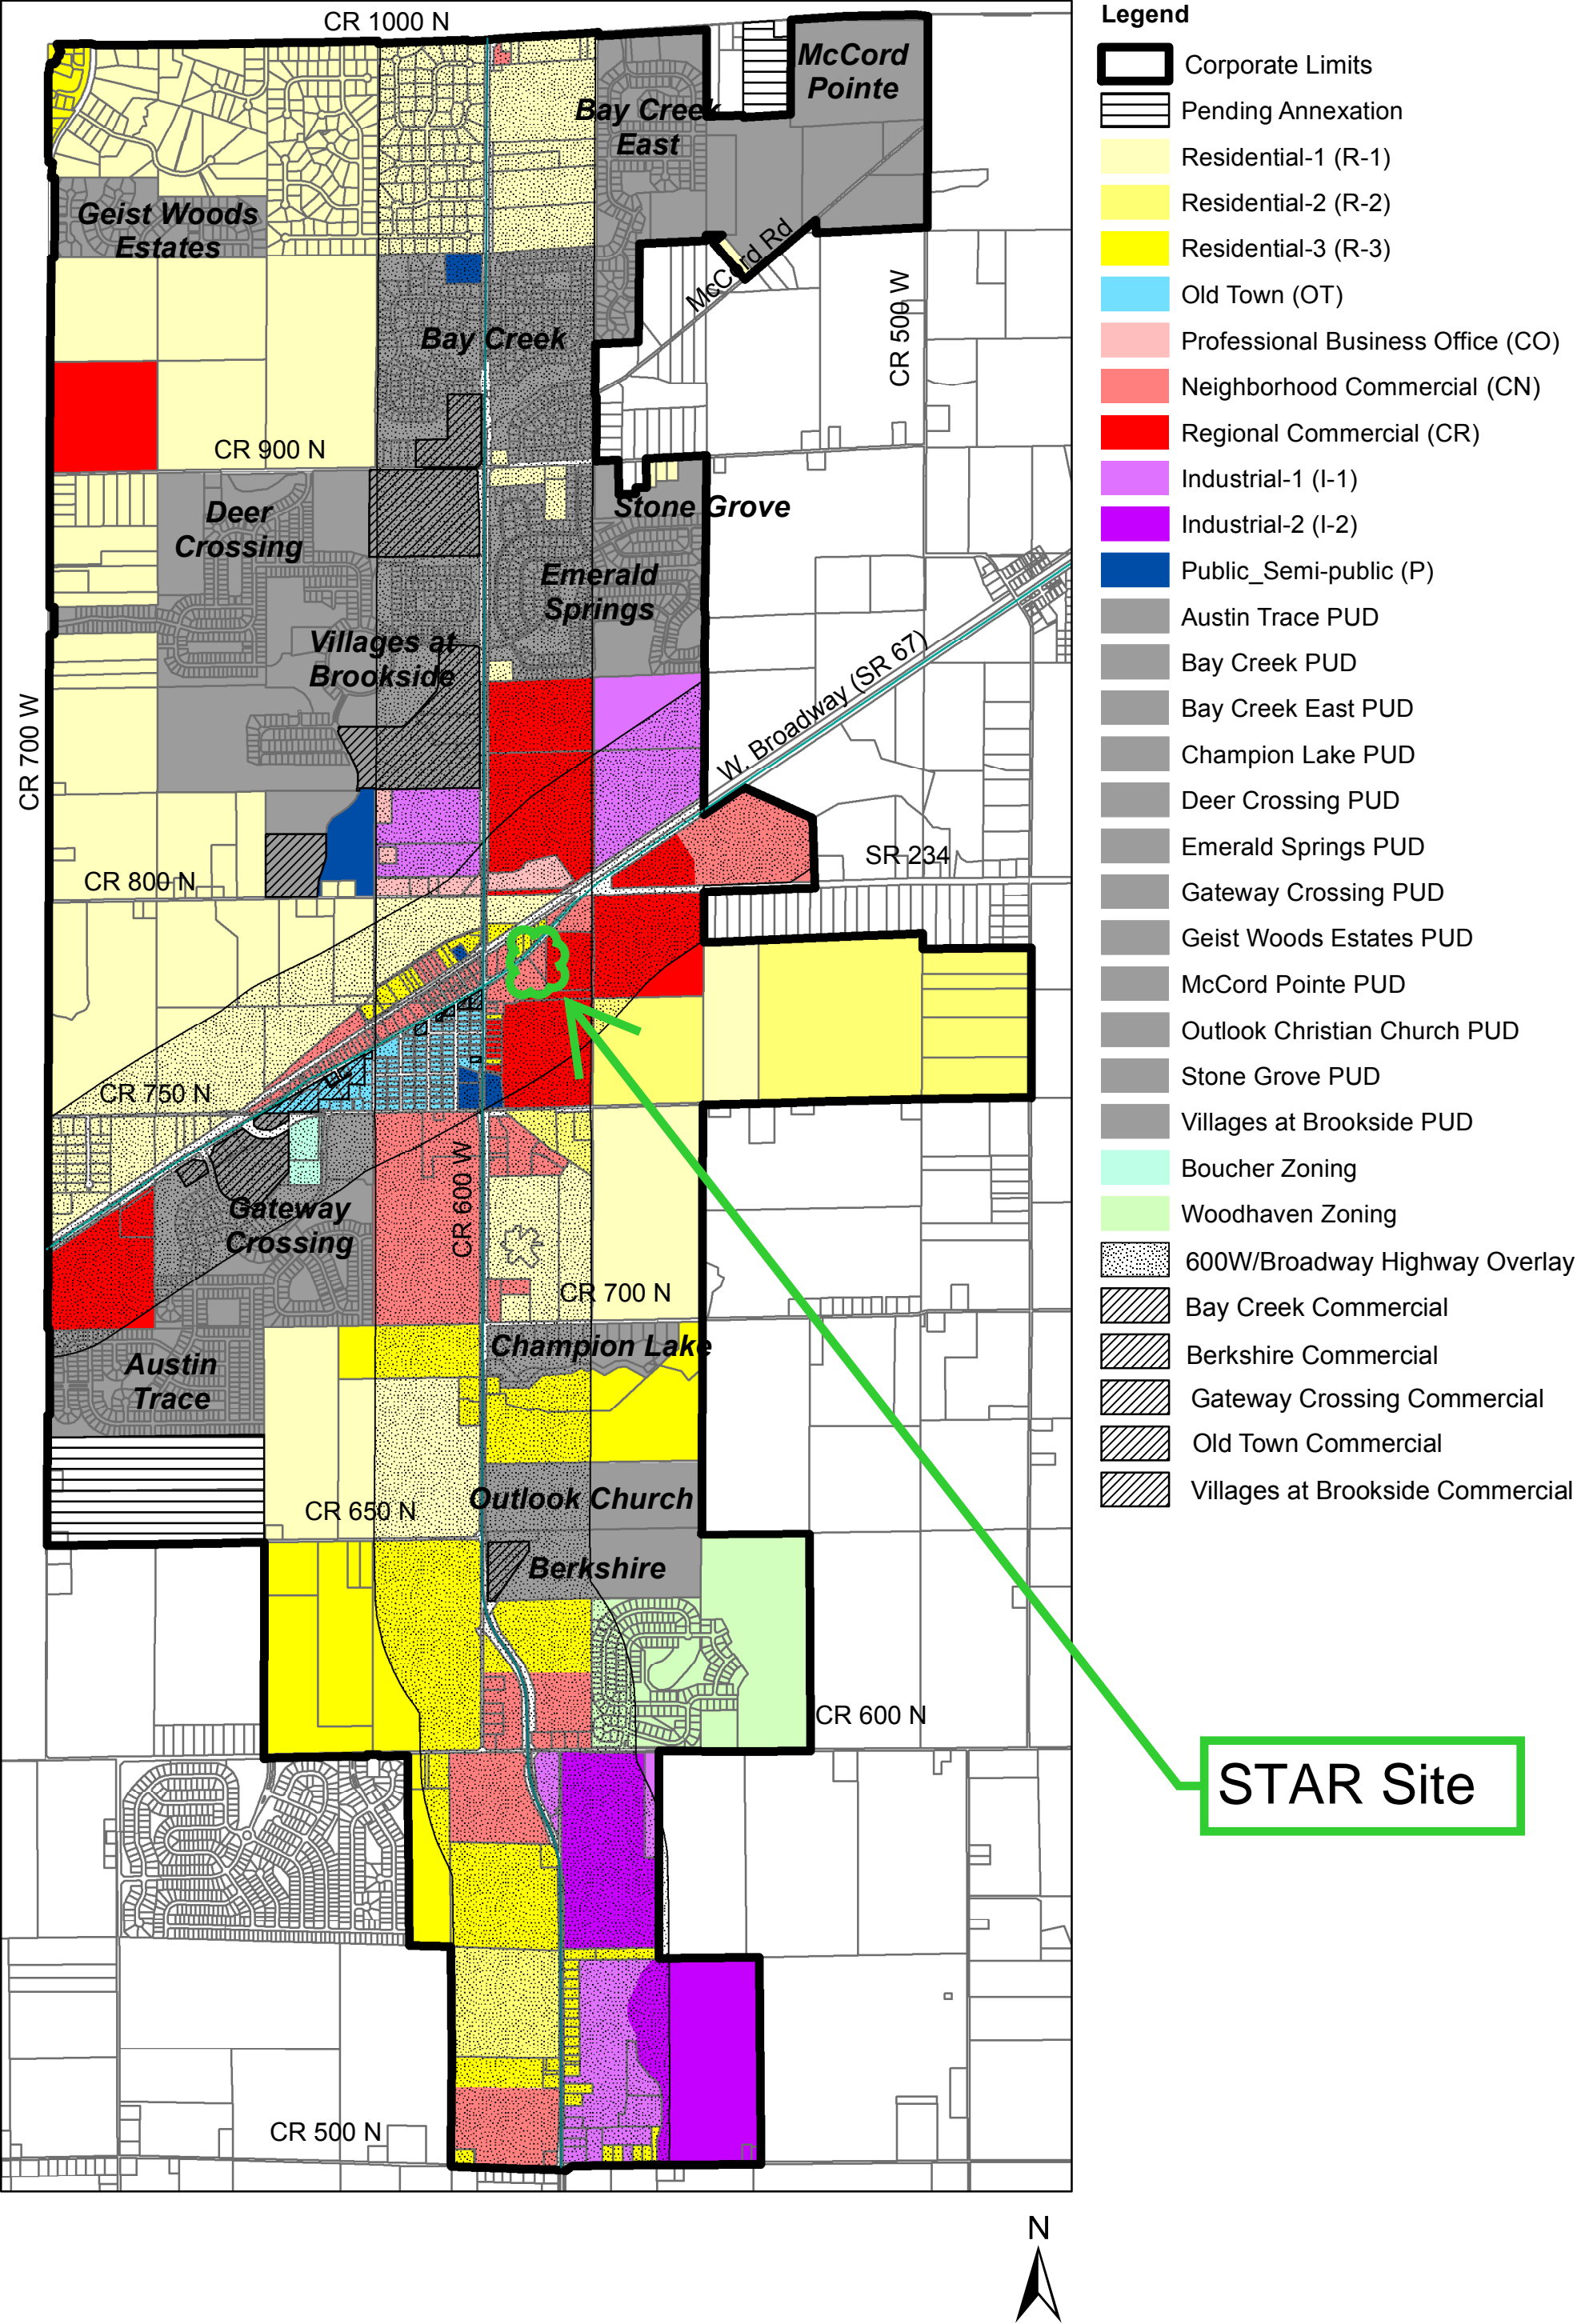 CR 1000 N
McCord
Pointe
Bay Creek
East
Geist Woods
Estates
McCord Rd
CR 500 W
Bay Creek
CR 900 N
Deer
Crossing
Stone Grove
Emerald
Springs
Villages at
Brookside
CR 700 W
W. Broadway (SR 67)
SR 234
CR 800 N
CR 750 N
CR 600 W
Gateway
Crossing
CR 700 N
Champion Lake
Austin
Trace
CR 650 N
Outlook Church
Berkshire
CR 600 N
CR 500 N
Legend
Corporate Limits
Pending Annexation
Residential-1 (R-1)
Residential-2 (R-2)
Residential-3 (R-3)
Old Town (OT)
Professional Business Office (CO)
Neighborhood Commercial (CN)
Regional Commercial (CR)
Industrial-1 (I-1)
Industrial-2 (I-2)
Public_Semi-public (P)
Austin Trace PUD
Bay Creek PUD
Bay Creek East PUD
Champion Lake PUD
Deer Crossing PUD
Emerald Springs PUD
Gateway Crossing PUD
Geist Woods Estates PUD
McCord Pointe PUD
Outlook Christian Church PUD
Stone Grove PUD
Villages at Brookside PUD
Boucher Zoning
Woodhaven Zoning
600W/Broadway Highway Overlay
Bay Creek Commercial
Berkshire Commercial
Gateway Crossing Commercial
Old Town Commercial
Villages at Brookside Commercial
STAR Site
N